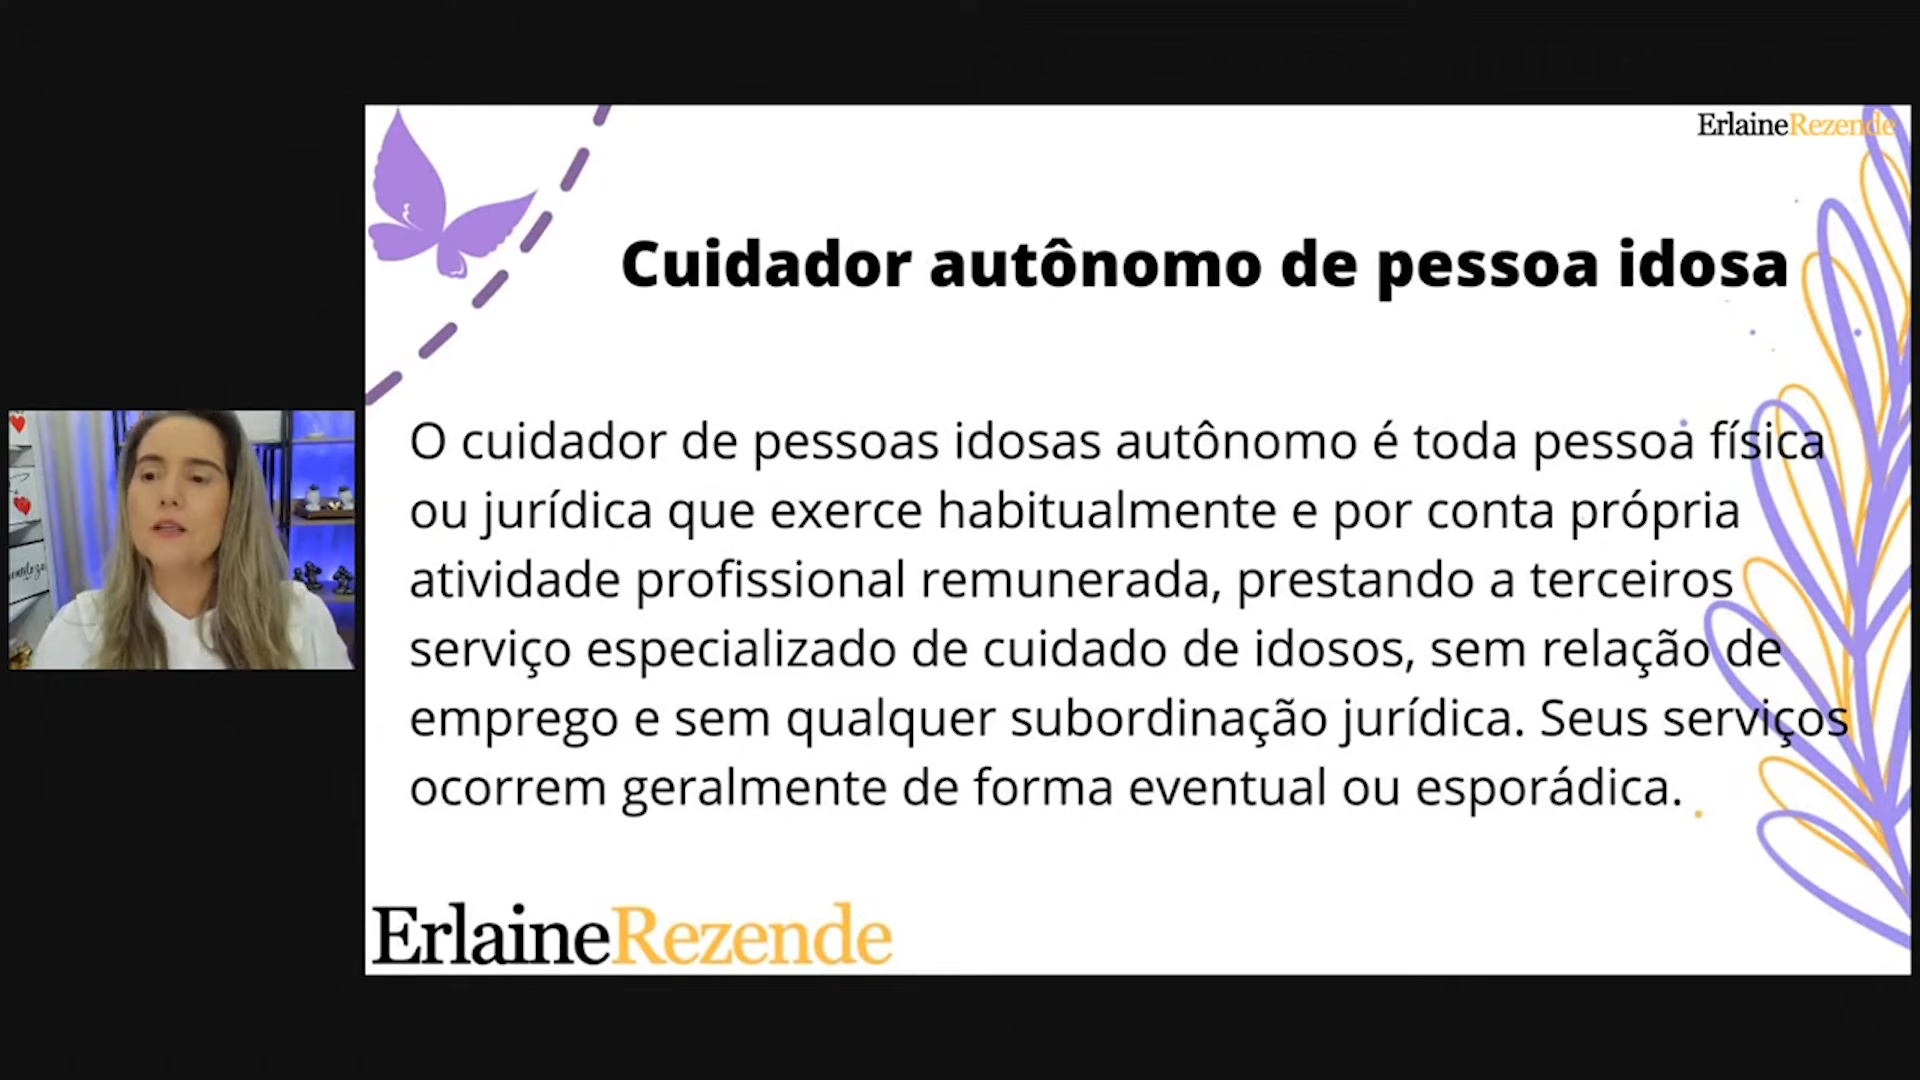 ErlaineRezende
Cuidador autônomo de pessoa idosa
O cuidador de pessoas idosas autônomo é toda pessoa física
ou jurídica que exerce habitualmente e por conta própria
atividade profissional remunerada, prestando a terceiros
serviço especializado de cuidado de idosos, sem relação de
emprego e sem qualquer subordinação jurídica. Seus serviços
ocorrem geralmente de forma eventual ou esporádica.
ErlaineRezende